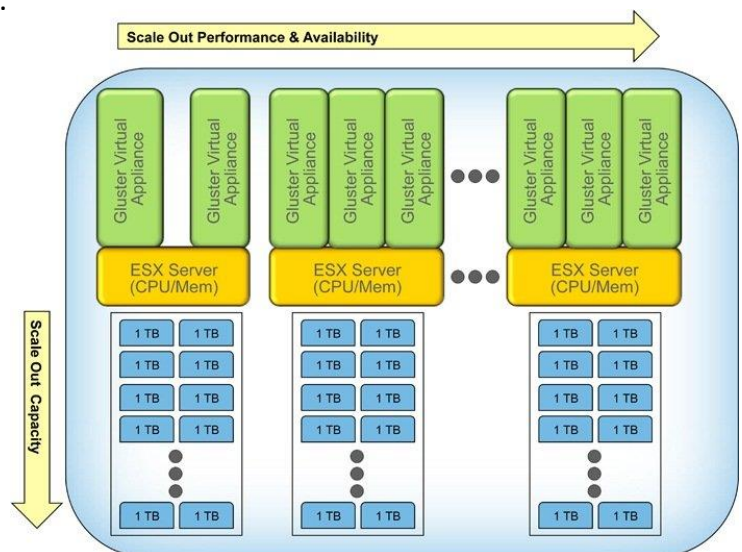 Scale Out Performance & Availability
Gluster Virtual
Appliance
Gluster Virtual
Appliance
Gluster Virtual
Appliance
Gluster Virtual
Appliance
Gluster Virtual
Appliance
Gluster Virtual
Appliance
Gluster Virtual
Appliance
Gluster Virtual
Appliance
ESX Server
(CPU/Mem)
ESX Server
(CPU/Mem)
ESX Server
(CPU/Mem)
Scale Out Capacity
1 TB 1 TB 1 TB 1 TB 1 TB 1 TB
1 TB 1 TB 1 TB 1 TB 1 TB 1 TB
1 TB 1 TB 1 TB 1 TB 1 TB 1 TB
1 TB 1 TB 1 TB 1 TB 1 TB 1 TB
1 TB 1 TB 1 TB 1 TB 1 TB 1 TB